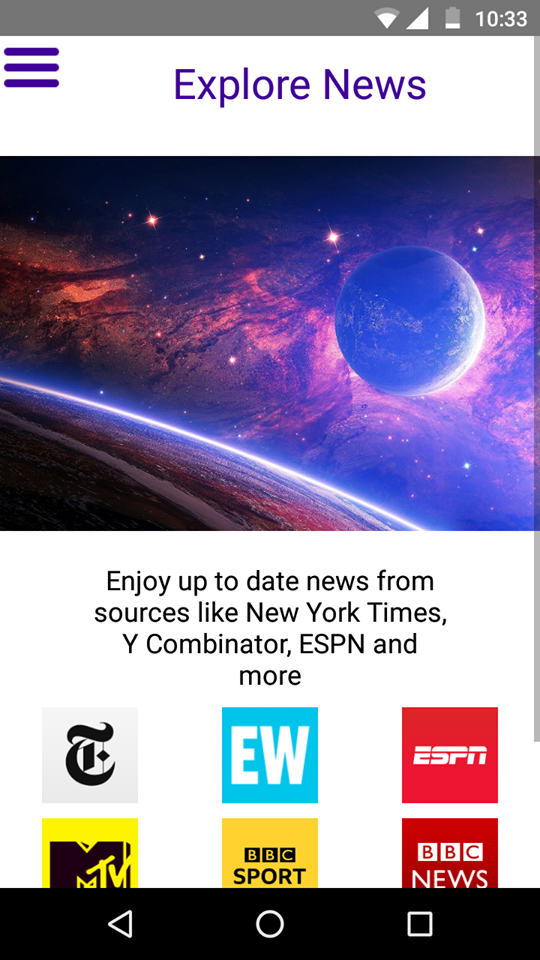 10:33
Explore News
Enjoy up to date news from
sources like New York Times,
Y Combinator, ESPN and
more
T EW ESPN
MTV BBC SPORT BBC NEWS